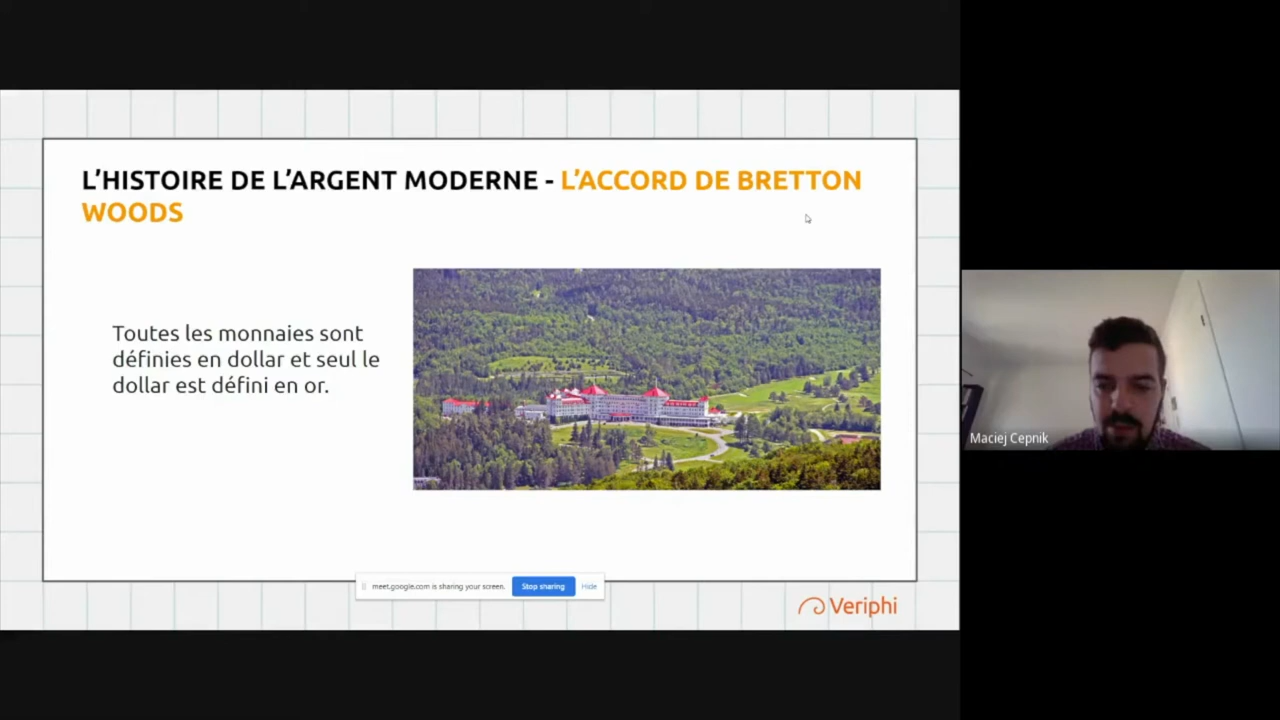 L'HISTOIRE DE L'ARGENT MODERNE - L'ACCORD DE BRETTON
WOODS
Toutes les monnaies sont
définies en dollar et seul le
dollar est défini en or.
Maciej Cepnik
meet.google.com is sharing your screen. Stop sharing Hide
Veriphi